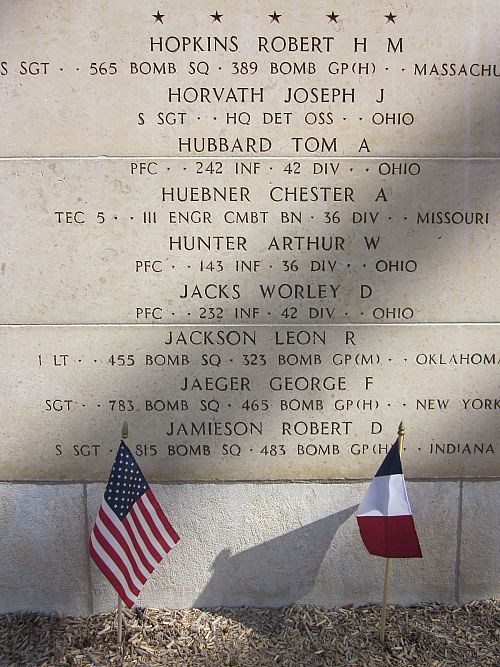 HOPKINS ROBERT H M
S SGT · · 565 BOMB SQ · 389 BOMB GP(H) · · MASSACHU
HORVATH JOSEPH J
S SGT · · HQ DET OSS · · OHIO
HUBBARD TOM A
PFC · · 242 INF · 42 DIV · · OHIO
HUEBNER CHESTER A
TEC 5 · · 111 ENGR CMBT BN · 36 DIV · · MISSOURI
HUNTER ARTHUR W
PFC · · 143 INF · 36 DIV · · OHIO
JACKS WORLEY D
PFC · · 232 INF · 42 DIV · · OHIO
JACKSON LEON R
1 LT · · 455 BOMB SQ · 323 BOMB GP(M) · · OKLAHOMA
JAEGER GEORGE F
SGT · · 783 BOMB SQ · 465 BOMB GP(H) · · NEW YORK
JAMIESON ROBERT D
S SGT · 815 BOMB SQ · 483 BOMB GP(H) · · INDIANA